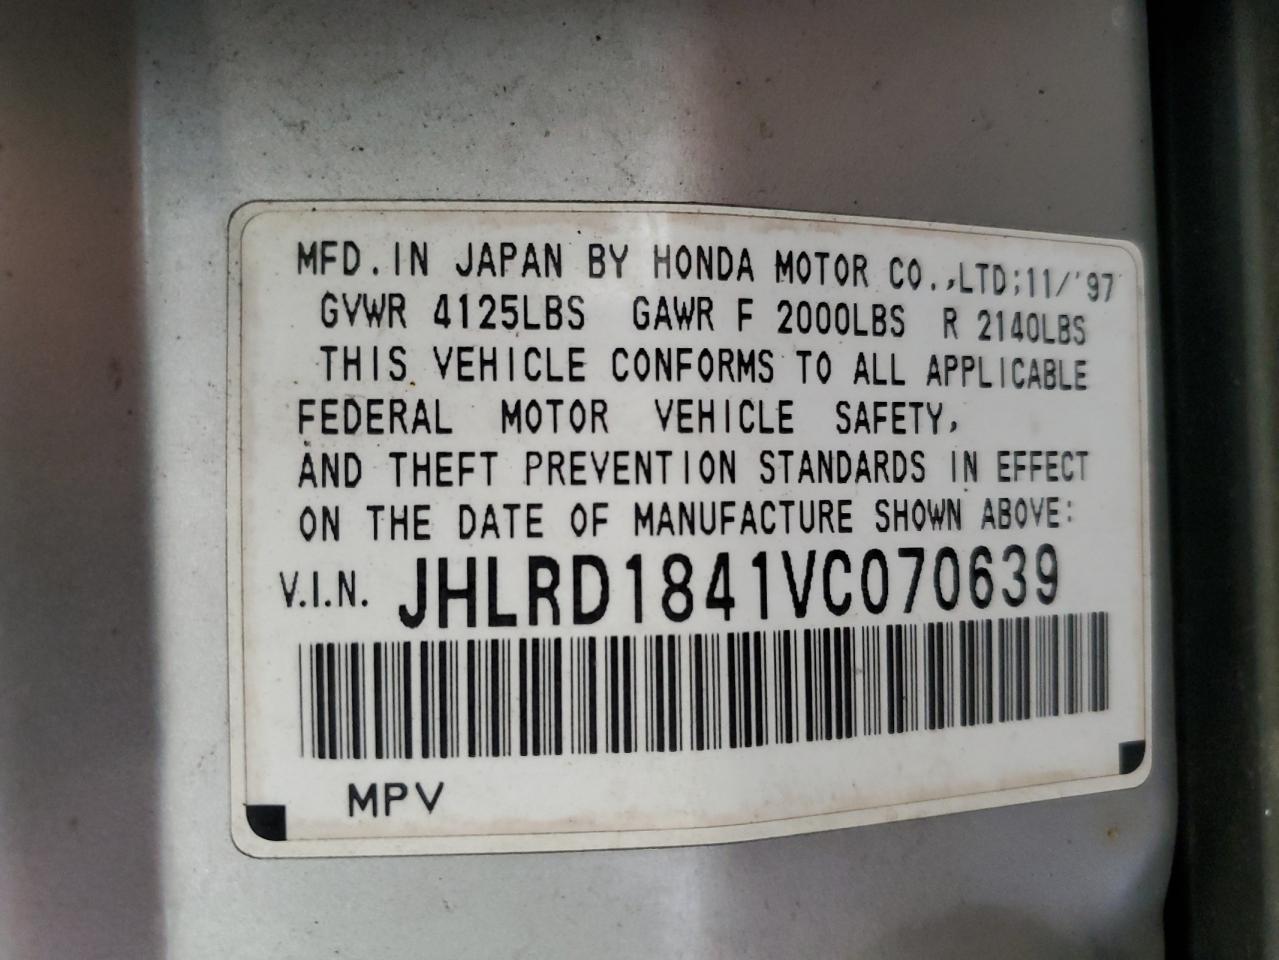 MFD. IN JAPAN BY HONDA MOTOR CO.,LTD;11/'97
GVWR 4125LBS GAWR F 2000LBS R 2140LBS
THIS VEHICLE CONFORMS TO ALL APPLICABLE
FEDERAL MOTOR VEHICLE SAFETY,
AND THEFT PREVENTION STANDARDS IN EFFECT
ON THE DATE OF MANUFACTURE SHOWN ABOVE:
V.I.N. JHLRD1841VC070639
MPV